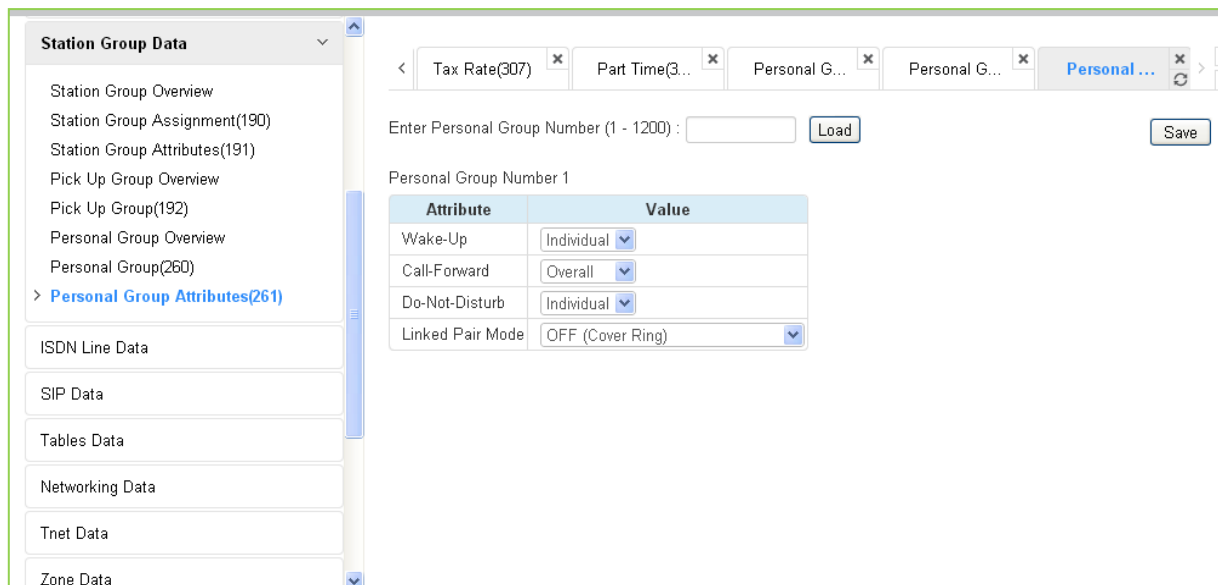 Station Group Data
Station Group Overview
Station Group Assignment(190)
Station Group Attributes(191)
Pick Up Group Overview
Pick Up Group(192)
Personal Group Overview
Personal Group(260)
> Personal Group Attributes(261)
ISDN Line Data
SIP Data
Tables Data
Networking Data
Tnet Data
Zone Data
Tax Rate(307) Part Time(3... Personal G... Personal G... Personal ...
Enter Personal Group Number (1 - 1200) : Load Save
Personal Group Number 1
Attribute Value
Wake-Up Individual
Call-Forward Overall
Do-Not-Disturb Individual
Linked Pair Mode OFF (Cover Ring)